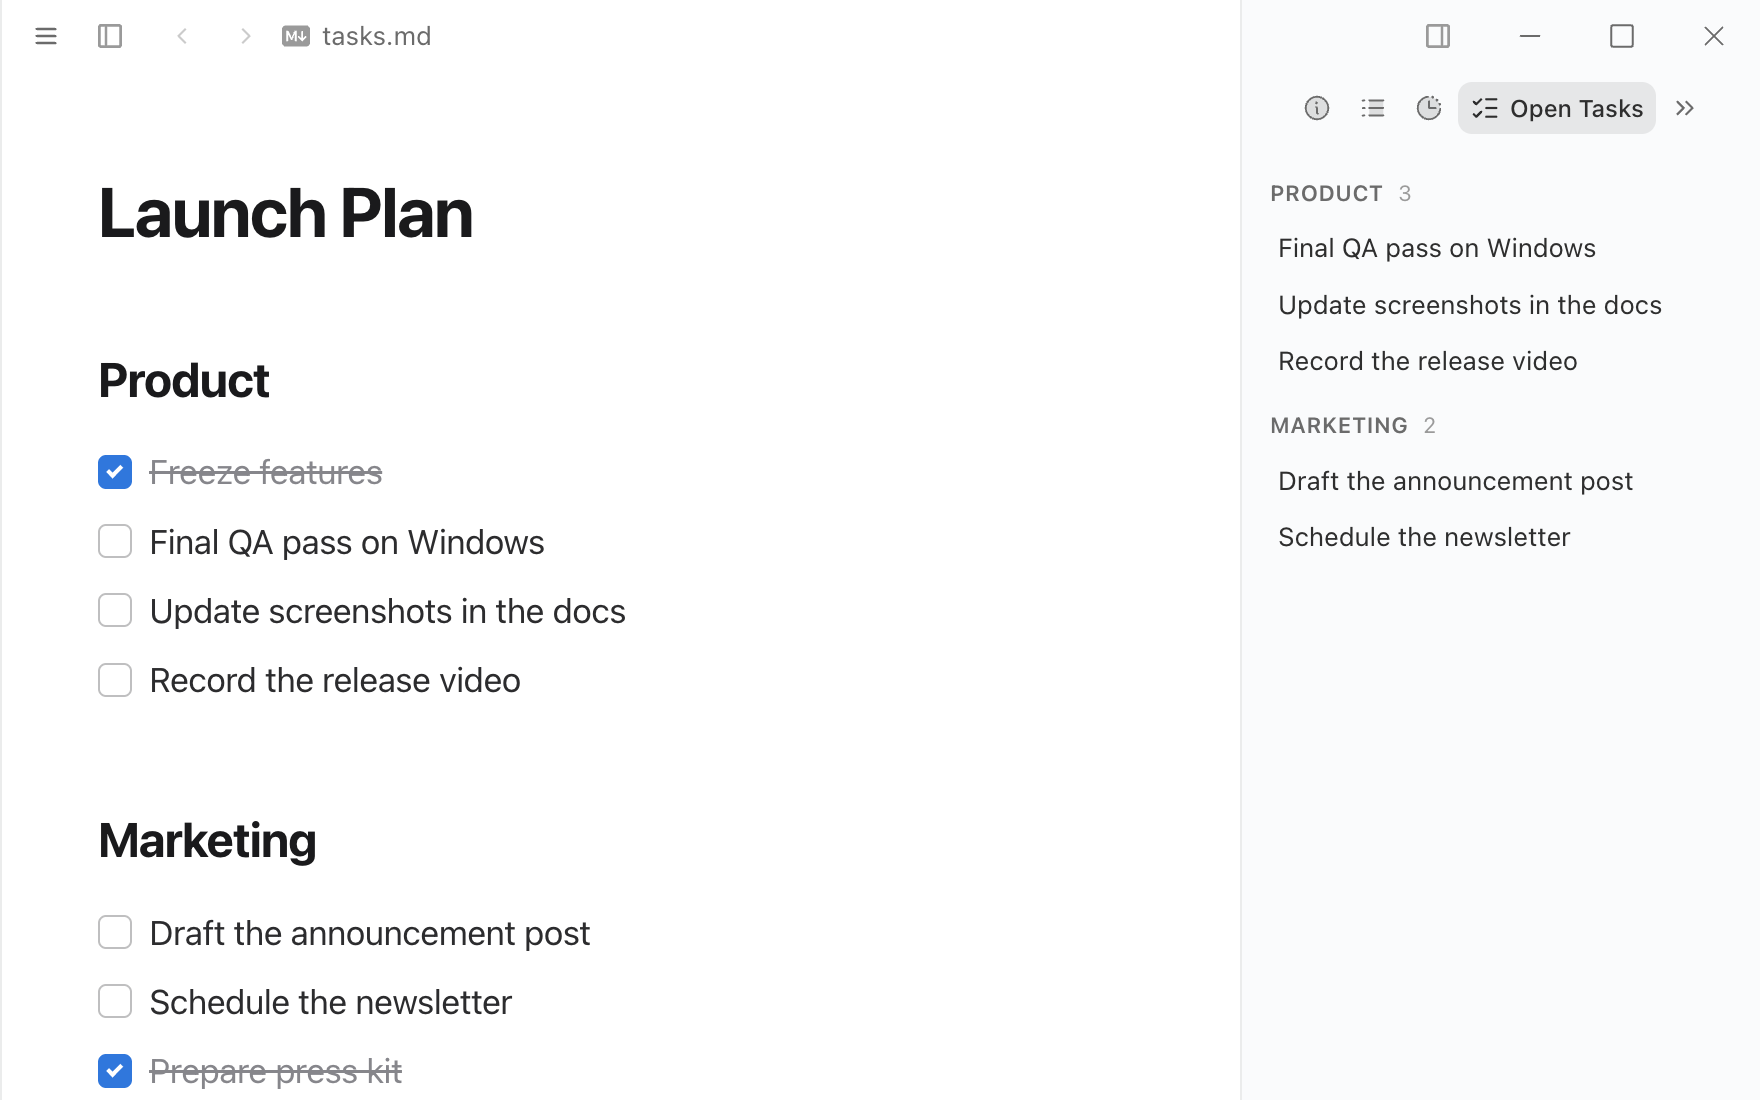 tasks.md
Open Tasks
Launch Plan
Product
Freeze features
Final QA pass on Windows
Update screenshots in the docs
Record the release video
Marketing
Draft the announcement post
Schedule the newsletter
Prepare press kit
PRODUCT 3
Final QA pass on Windows
Update screenshots in the docs
Record the release video
MARKETING 2
Draft the announcement post
Schedule the newsletter